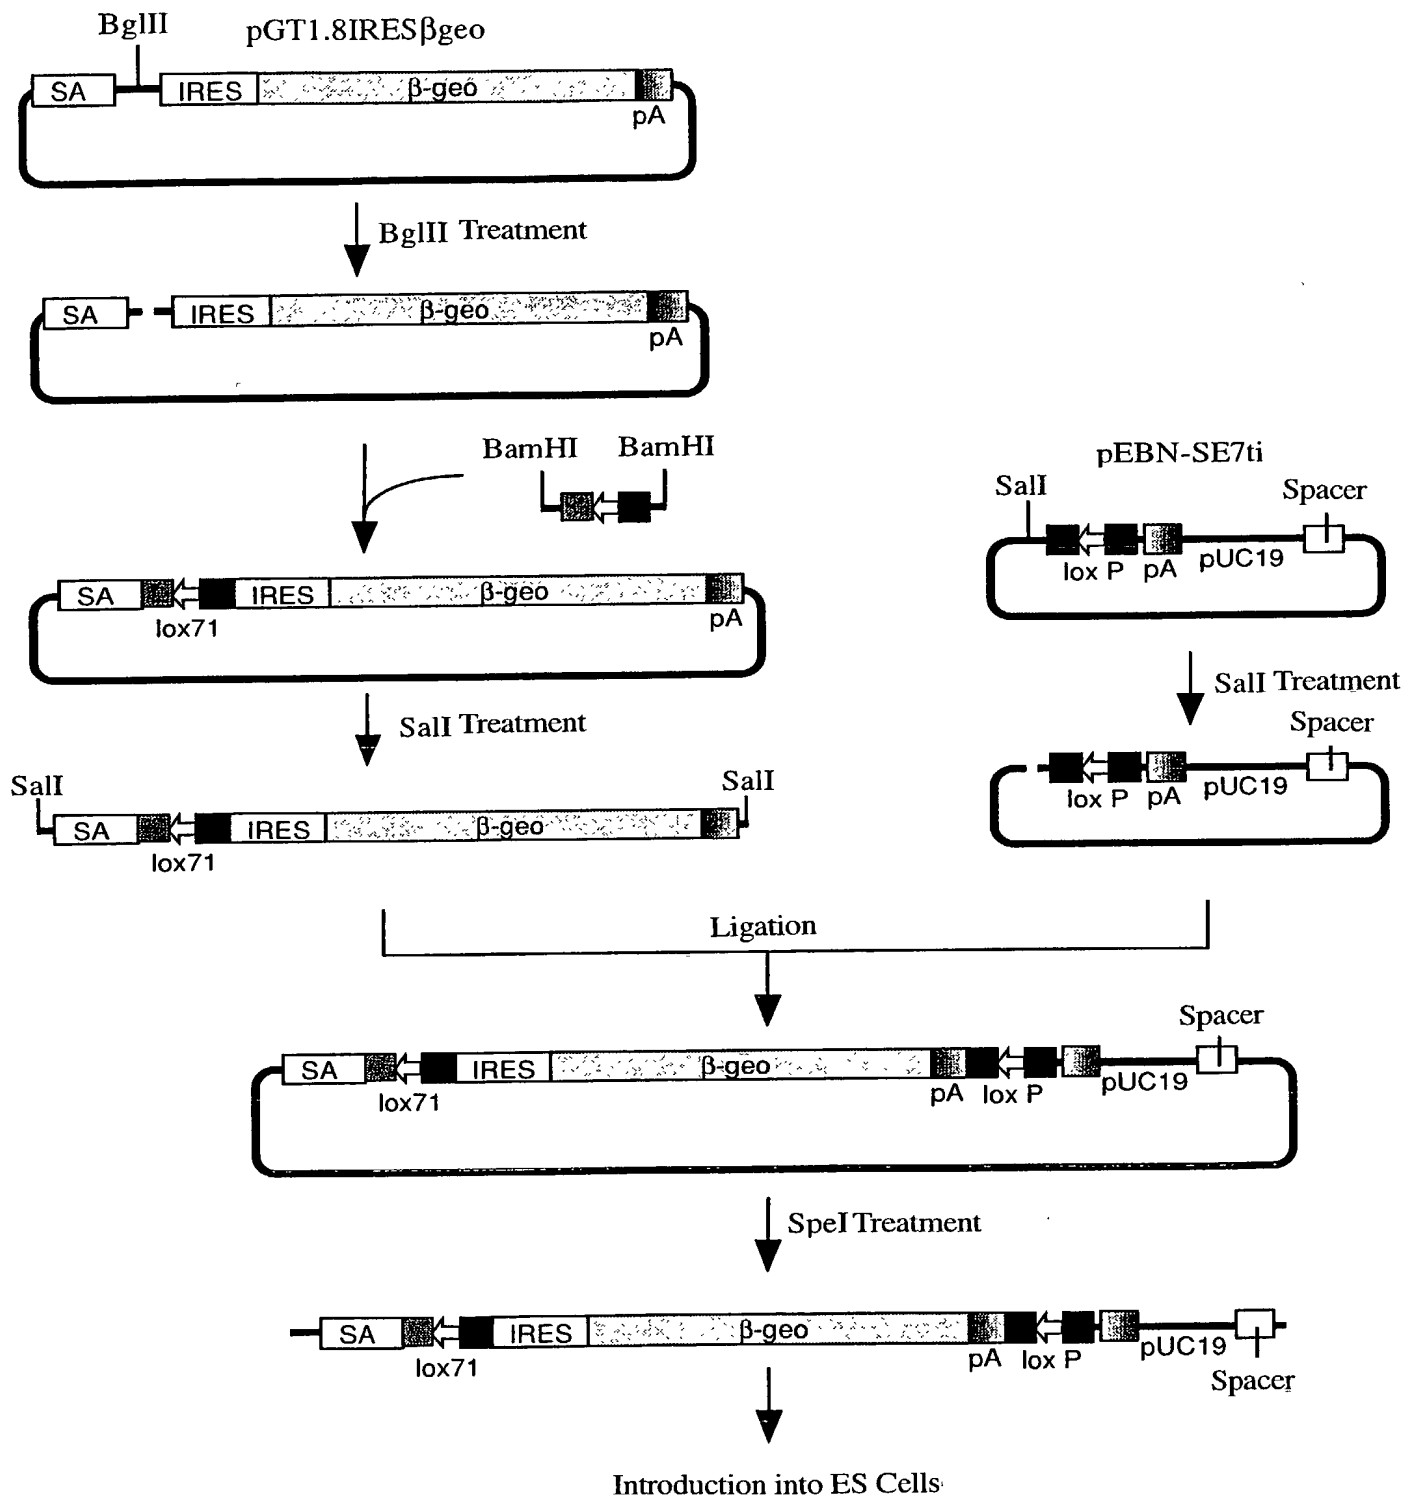 BglII
pGT1.8IRESβgeo
SA
IRES
β-geo
pA
BglII Treatment
SA
IRES
β-geo
pA
BamHI
BamHI
pEBN-SE7ti
SalI
Spacer
lox P
pA
pUC19
SA
IRES
β-geo
lox71
pA
SalI Treatment
SalI Treatment
Spacer
SalI
SalI
lox P
pA
pUC19
SA
IRES
β-geo
lox71
Ligation
Spacer
SA
IRES
β-geo
lox71
pA
lox P
pUC19
SpeI Treatment
SA
IRES
β-geo
lox71
pA
lox P
pUC19
Spacer
Introduction into ES Cells